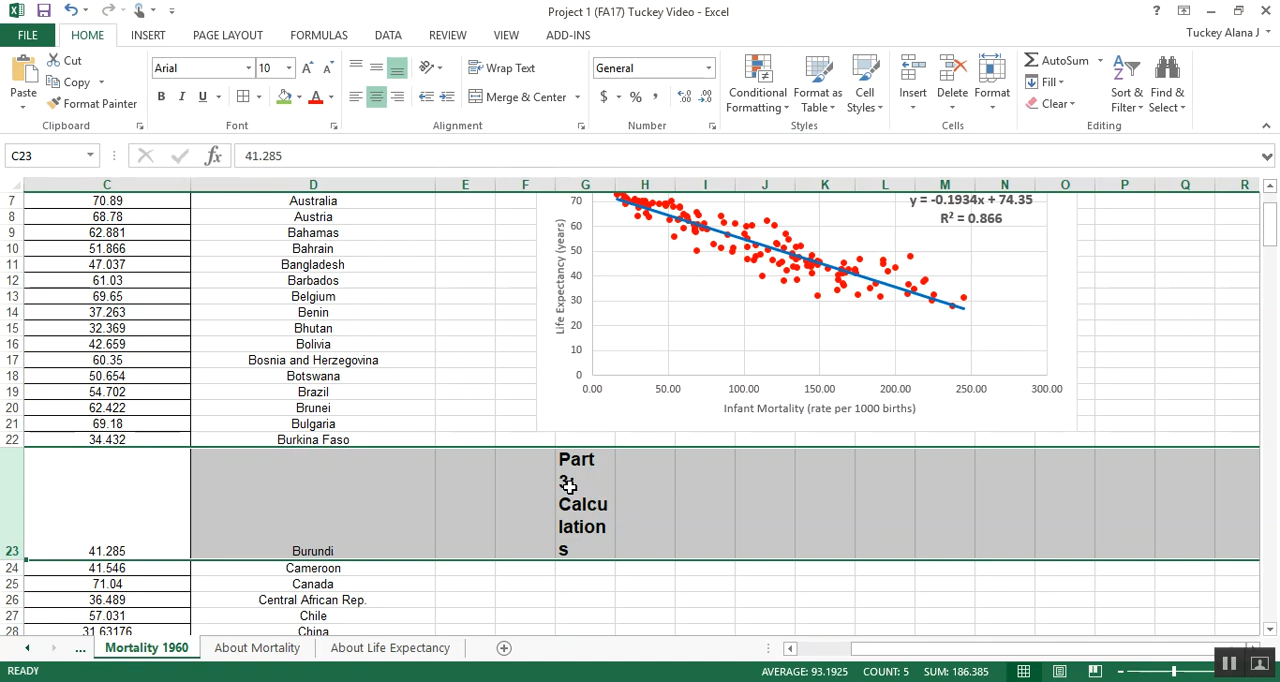 Project 1 (FA17) Tuckey Video - Excel
?
FILE HOME INSERT PAGE LAYOUT FORMULAS DATA REVIEW VIEW ADD-INS Tuckey Alana J
Paste
Cut
Copy
Format Painter
Clipboard
Arial 10
B I U
Font
Wrap Text
Merge & Center
Alignment
General
$ % ,
Number
Conditional Formatting
Format as Table
Cell Styles
Styles
Insert Delete Format
Cells
AutoSum
Fill
Clear
Sort & Filter
Find & Select
Editing
C23 fx 41.285
C D E F G H I J K L M N O P Q R
7 70.89 Australia
8 68.78 Austria
9 62.881 Bahamas
10 51.866 Bahrain
11 47.037 Bangladesh
12 61.03 Barbados
13 69.65 Belgium
14 37.263 Benin
15 32.369 Bhutan
16 42.659 Bolivia
17 60.35 Bosnia and Herzegovina
18 50.654 Botswana
19 54.702 Brazil
20 62.422 Brunei
21 69.18 Bulgaria
22 34.432 Burkina Faso
23 41.285 Burundi
24 41.546 Cameroon
25 71.04 Canada
26 36.489 Central African Rep.
27 57.031 Chile
28 31.63176 China
y = -0.1934x + 74.35
R² = 0.866
Life Expectancy (years)
70
60
50
40
30
20
10
0
0.00 50.00 100.00 150.00 200.00 250.00 300.00
Infant Mortality (rate per 1000 births)
Part
3:
Calcu
lation
s
... Mortality 1960 About Mortality About Life Expectancy
READY AVERAGE: 93.1925 COUNT: 5 SUM: 186.385